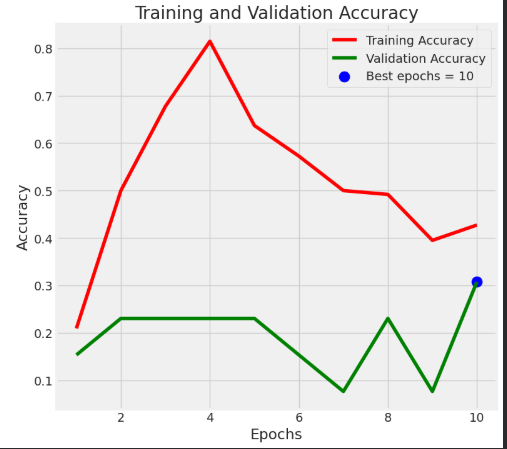 Training and Validation Accuracy
Training Accuracy
Validation Accuracy
Best epochs = 10
Accuracy
0.8
0.7
0.6
0.5
0.4
0.3
0.2
0.1
2 4 6 8 10
Epochs